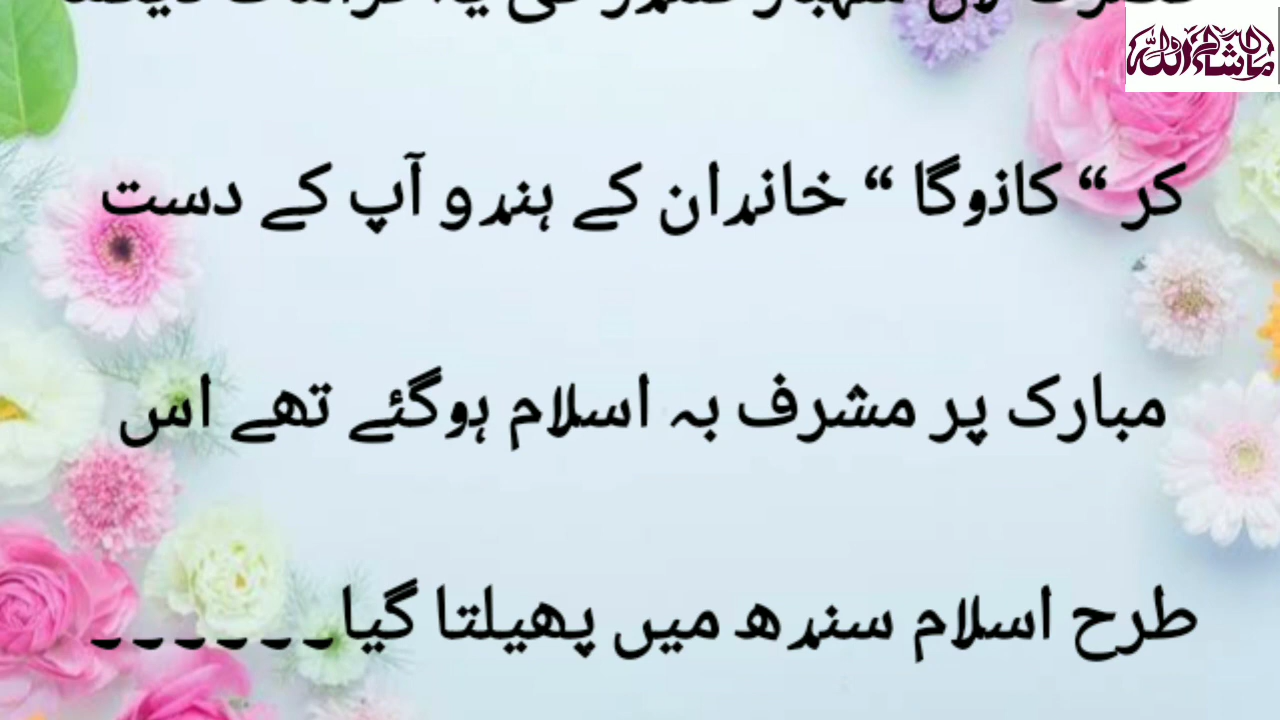 ماشاءاللہ
کر “ کاذوگا “ خاندان کے ہندو آپ کے دست
مبارک پر مشرف بہ اسلام ہوگئے تھے اس
طرح اسلام سندھ میں پھیلتا گیا۔۔۔۔۔۔